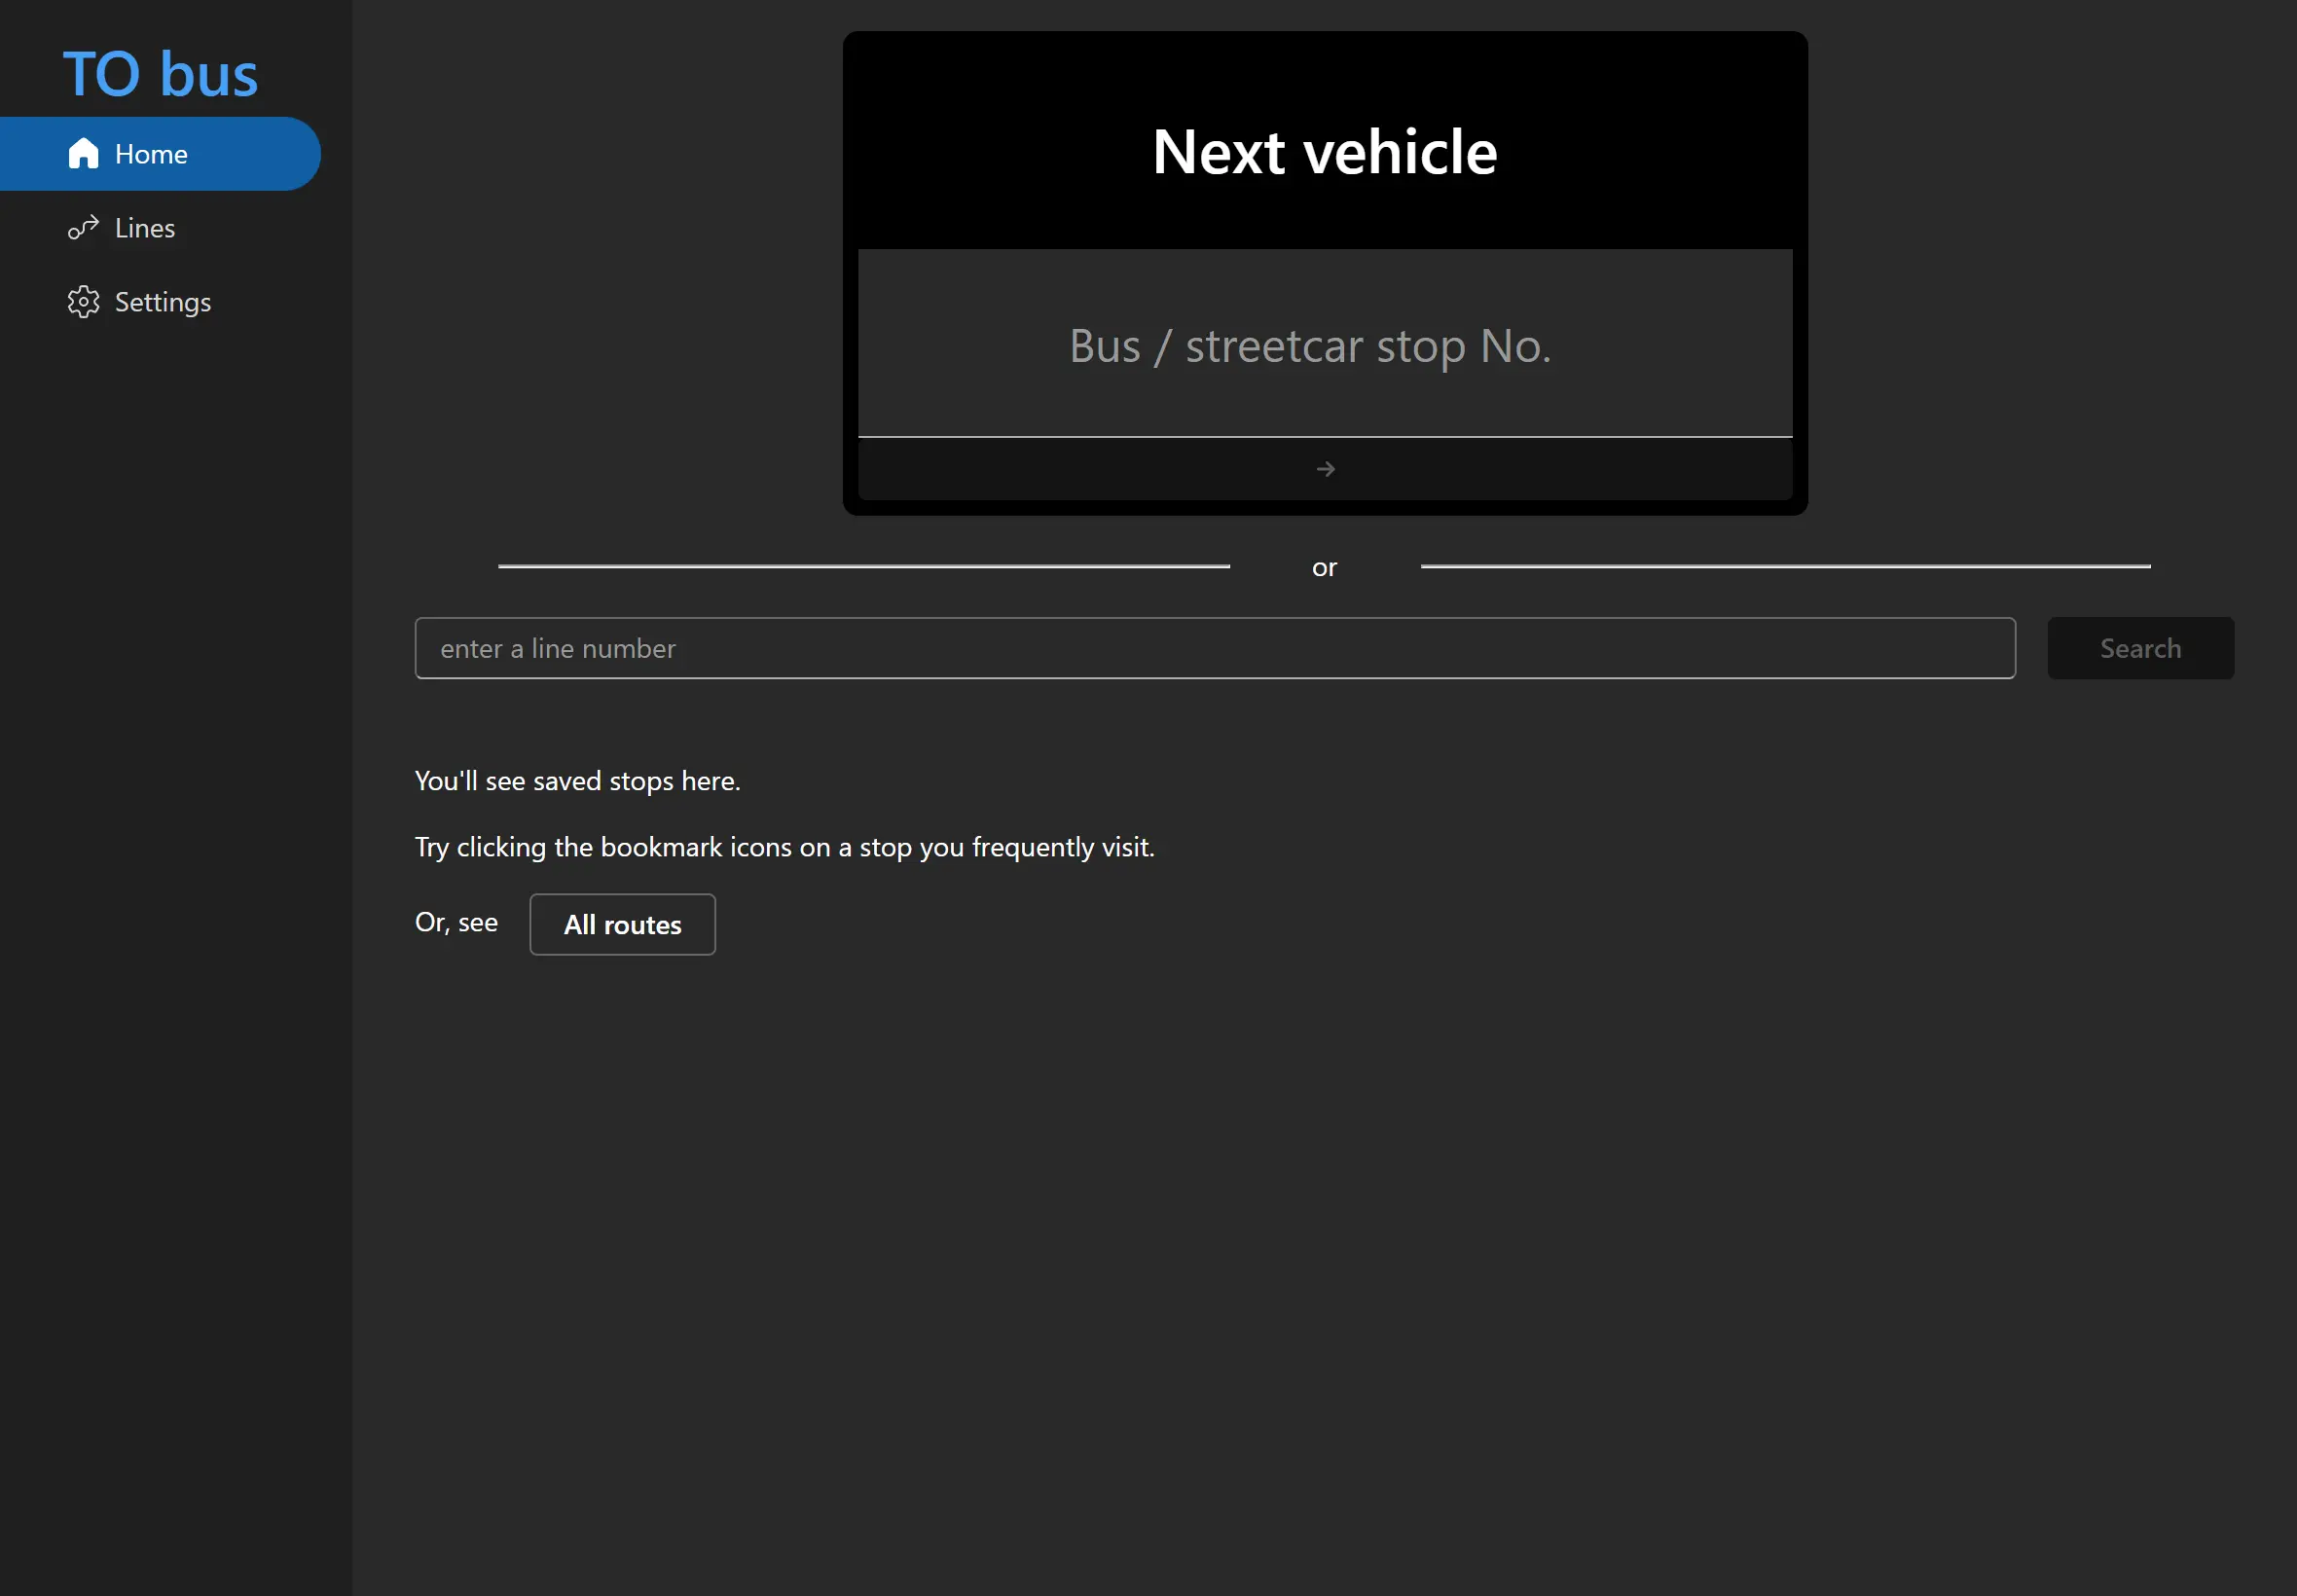 TO bus
Home
Lines
Settings
Next vehicle
Bus / streetcar stop No.
or
enter a line number
Search
You'll see saved stops here.
Try clicking the bookmark icons on a stop you frequently visit.
Or, see All routes